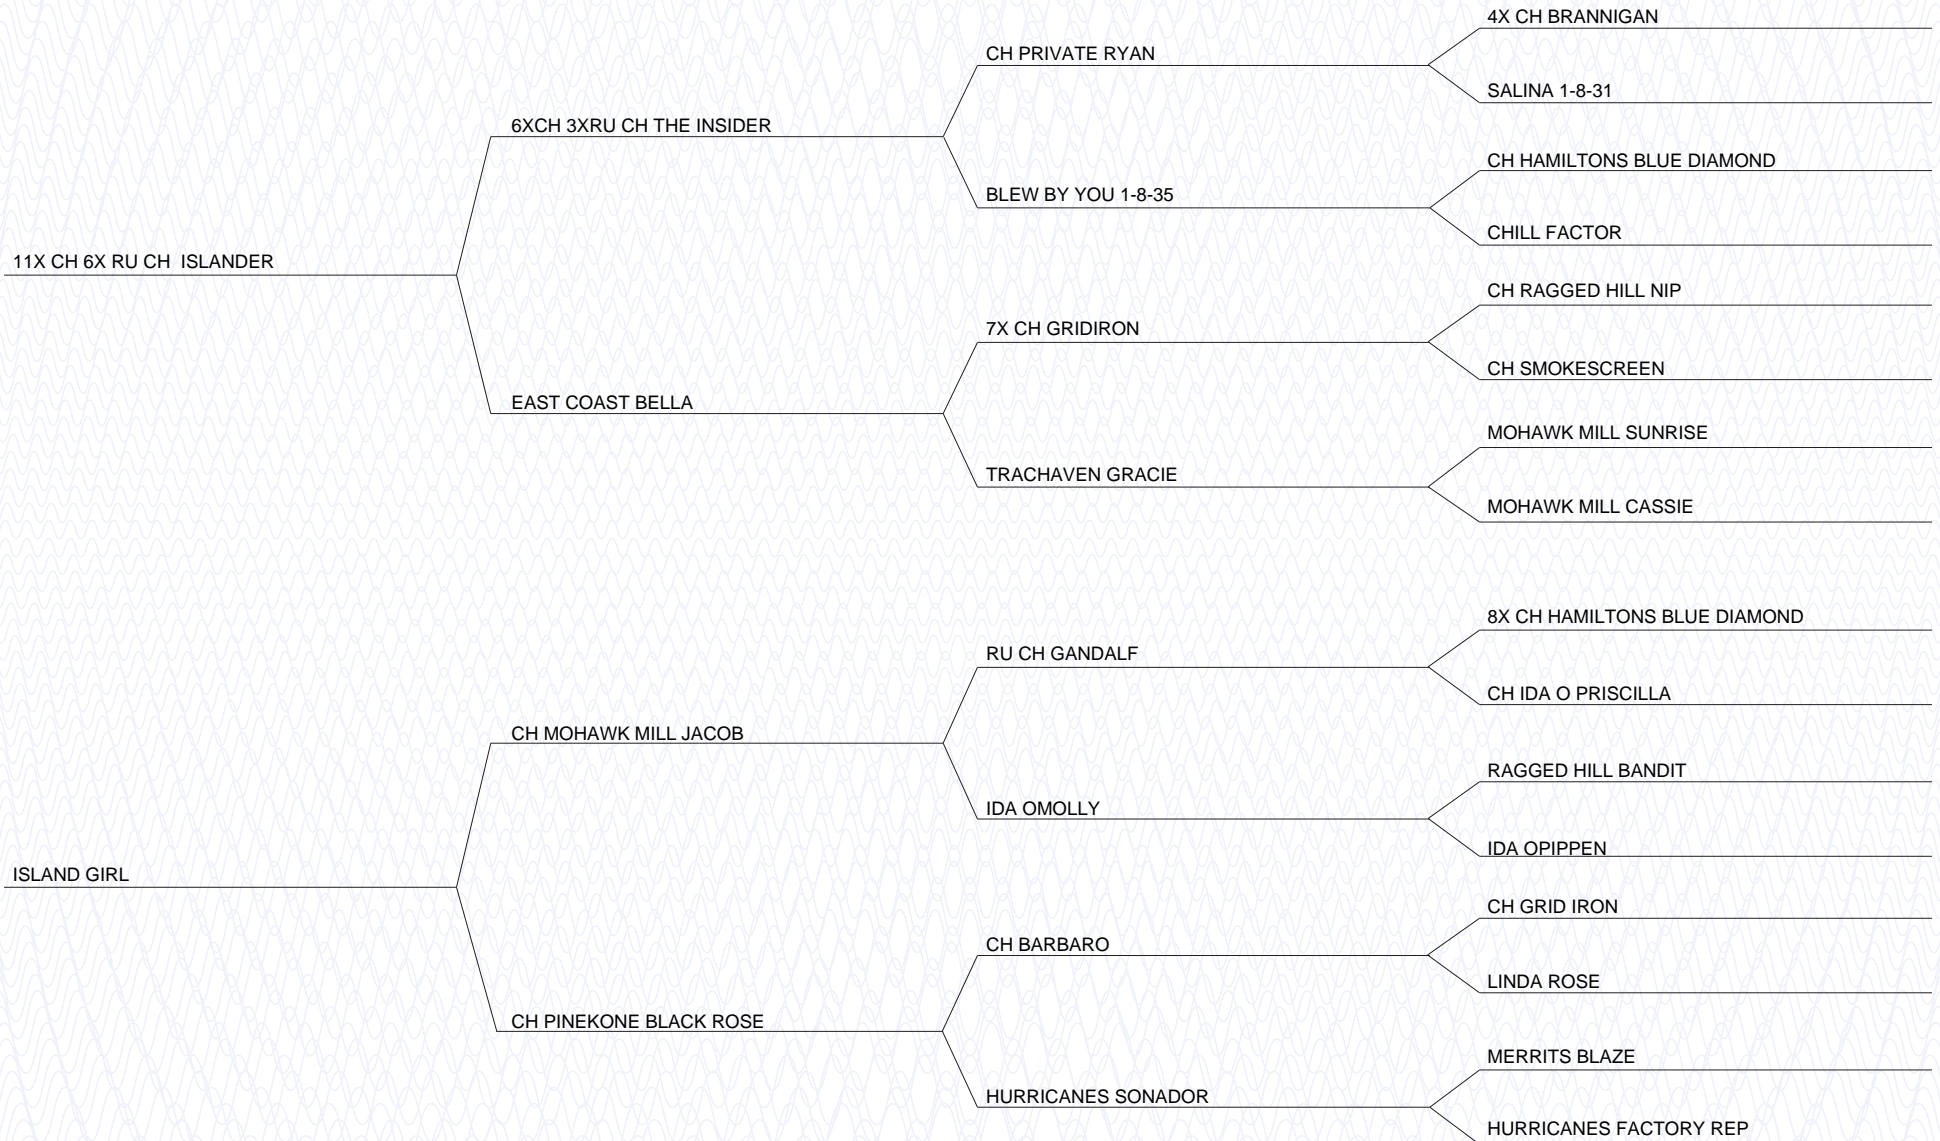 4X CH BRANNIGAN
CH PRIVATE RYAN
SALINA 1-8-31
6XCH 3XRU CH THE INSIDER
CH HAMILTONS BLUE DIAMOND
BLEW BY YOU 1-8-35
CHILL FACTOR
11X CH 6X RU CH  ISLANDER
CH RAGGED HILL NIP
7X CH GRIDIRON
CH SMOKESCREEN
EAST COAST BELLA
MOHAWK MILL SUNRISE
TRACHAVEN GRACIE
MOHAWK MILL CASSIE
8X CH HAMILTONS BLUE DIAMOND
RU CH GANDALF
CH IDA O PRISCILLA
CH MOHAWK MILL JACOB
RAGGED HILL BANDIT
IDA OMOLLY
IDA OPIPPEN
ISLAND GIRL
CH GRID IRON
CH BARBARO
LINDA ROSE
CH PINEKONE BLACK ROSE
MERRITS BLAZE
HURRICANES SONADOR
HURRICANES FACTORY REP